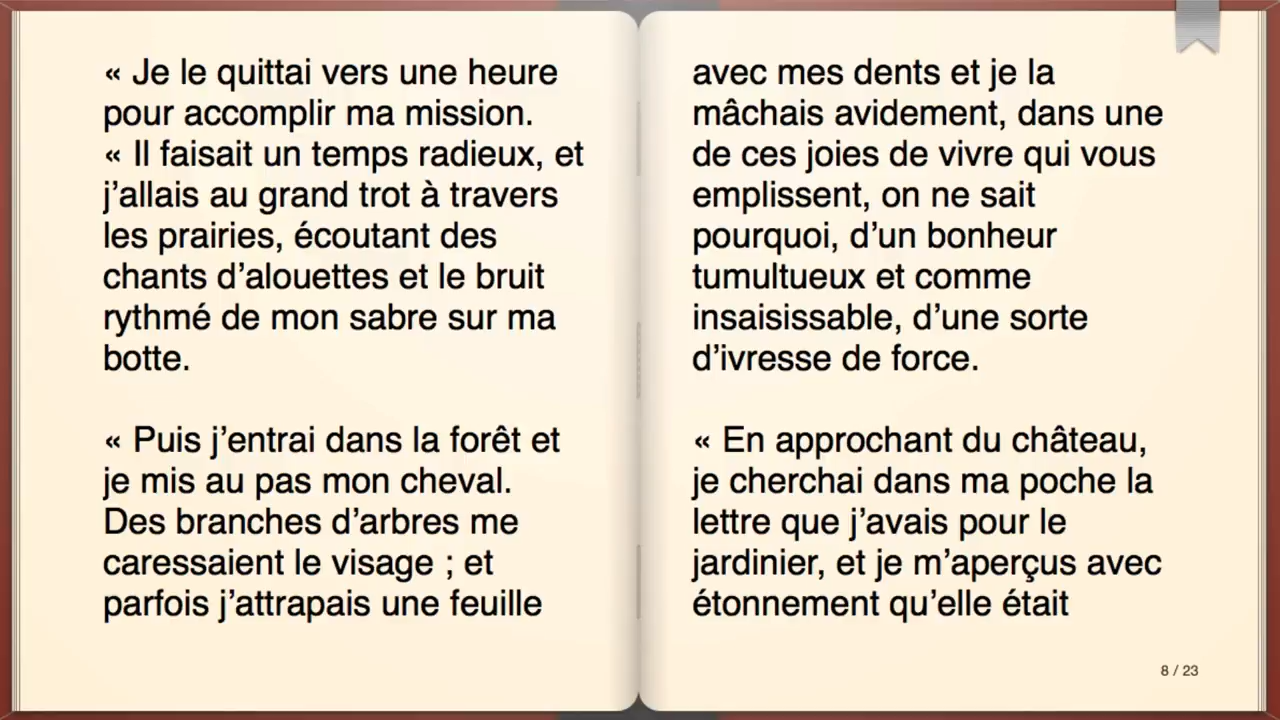 « Je le quittai vers une heure
pour accomplir ma mission.
« Il faisait un temps radieux, et
j’allais au grand trot à travers
les prairies, écoutant des
chants d’alouettes et le bruit
rythmé de mon sabre sur ma
botte.
« Puis j’entrai dans la forêt et
je mis au pas mon cheval.
Des branches d’arbres me
caressaient le visage ; et
parfois j’attrapais une feuille
avec mes dents et je la
mâchais avidement, dans une
de ces joies de vivre qui vous
emplissent, on ne sait
pourquoi, d’un bonheur
tumultueux et comme
insaisissable, d’une sorte
d’ivresse de force.
« En approchant du château,
je cherchai dans ma poche la
lettre que j’avais pour le
jardinier, et je m’aperçus avec
étonnement qu’elle était
8 / 23